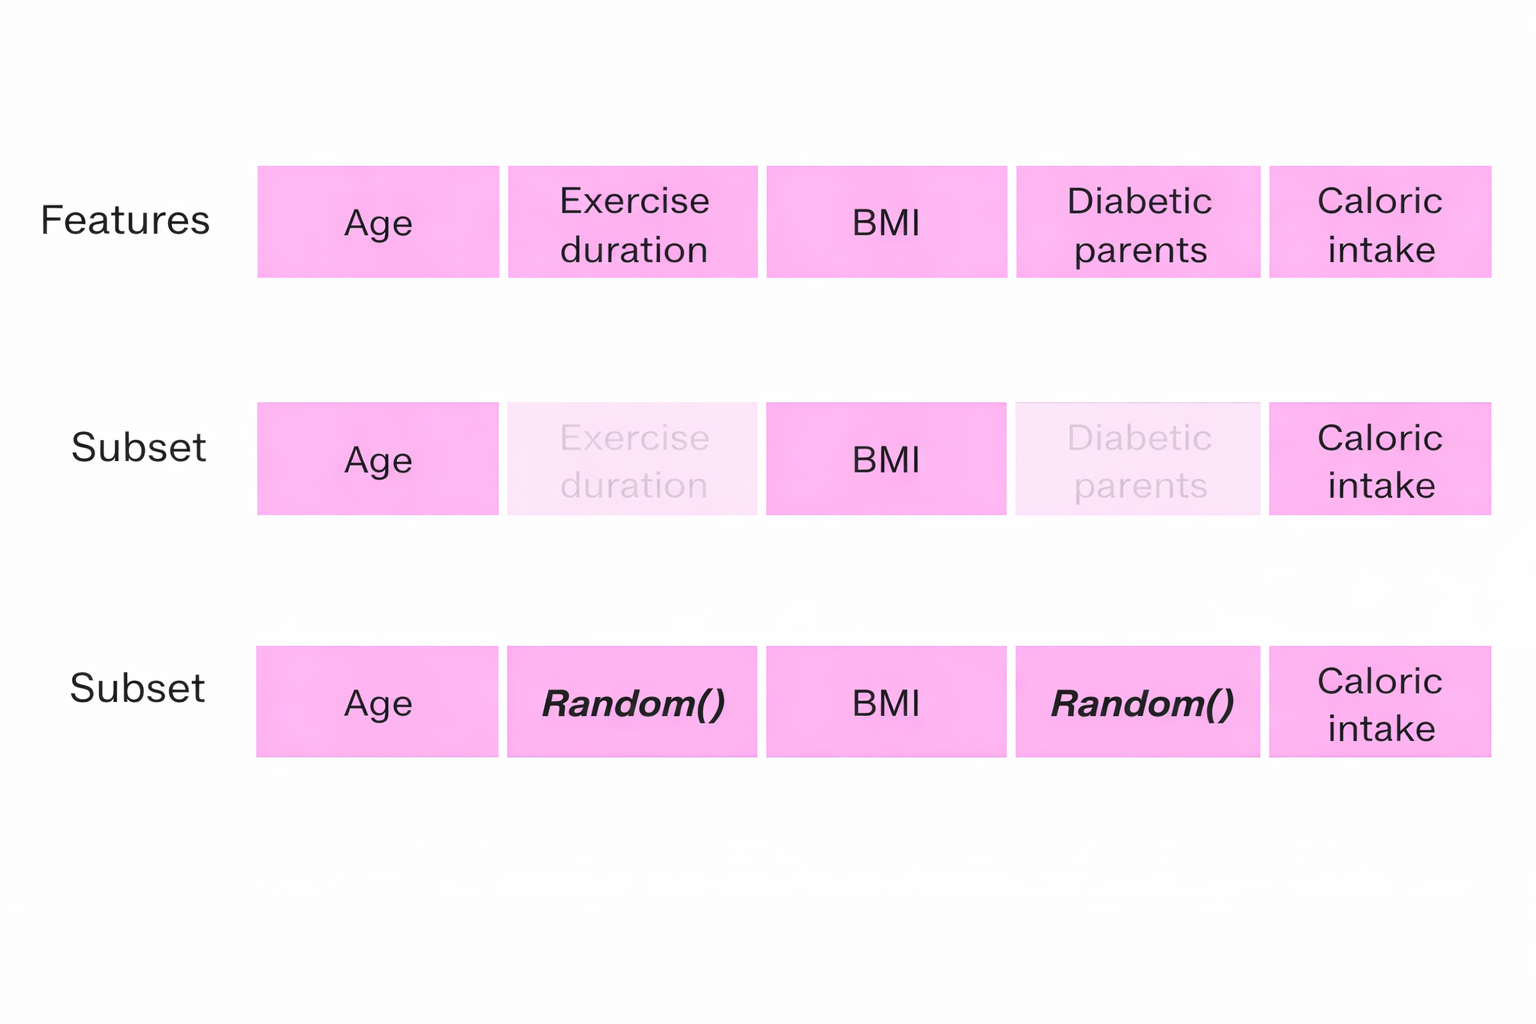 Features
Age
Exercise
duration
BMI
Diabetic
parents
Caloric
intake
Subset
Age
Exercise
duration
BMI
Diabetic
parents
Caloric
intake
Subset
Age
Random()
BMI
Random()
Caloric
intake